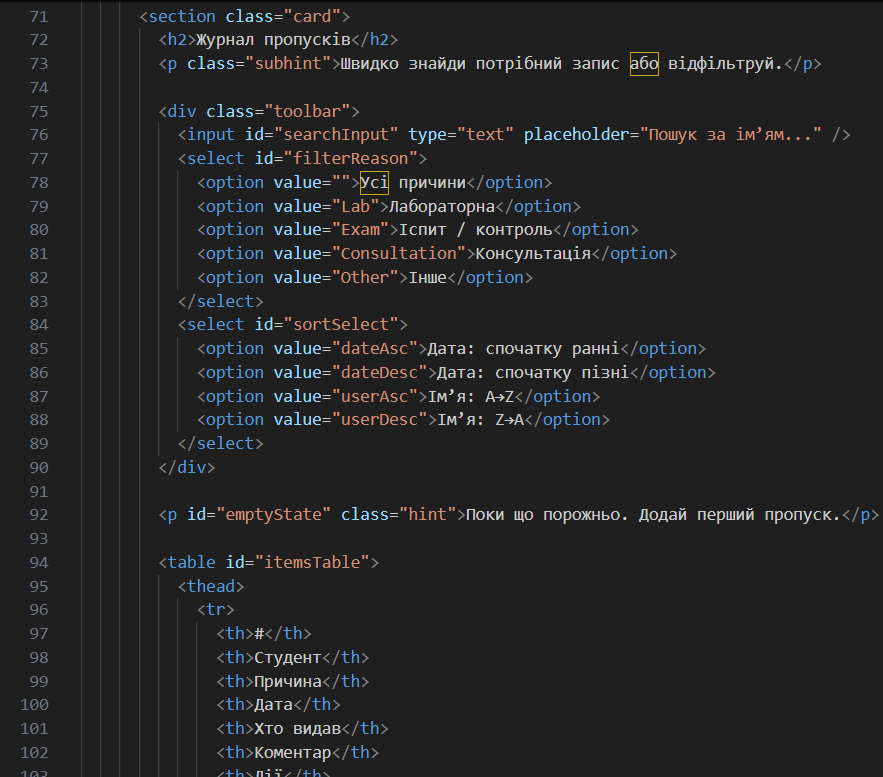 71 <section class="card">
72 <h2>Журнал пропусків</h2>
73 <p class="subhint">Швидко знайди потрібний запис або відфільтруй.</p>
74
75 <div class="toolbar">
76 <input id="searchInput" type="text" placeholder="Пошук за ім’ям..." />
77 <select id="filterReason">
78 <option value="">Усі причини</option>
79 <option value="Lab">Лабораторна</option>
80 <option value="Exam">Іспит / контроль</option>
81 <option value="Consultation">Консультація</option>
82 <option value="Other">Інше</option>
83 </select>
84 <select id="sortSelect">
85 <option value="dateAsc">Дата: спочатку ранні</option>
86 <option value="dateDesc">Дата: спочатку пізні</option>
87 <option value="userAsc">Ім’я: A→Z</option>
88 <option value="userDesc">Ім’я: Z→A</option>
89 </select>
90 </div>
91
92 <p id="emptyState" class="hint">Поки що порожньо. Додай перший пропуск.</p>
93
94 <table id="itemsTable">
95 <thead>
96 <tr>
97 <th>#</th>
98 <th>Студент</th>
99 <th>Причина</th>
100 <th>Дата</th>
101 <th>Хто видав</th>
102 <th>Коментар</th>
103 <th>Дії</th>